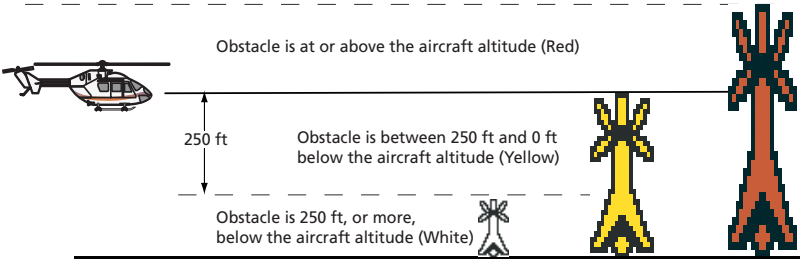 Obstacle is at or above the aircraft altitude (Red)
250 ft
Obstacle is between 250 ft and 0 ft
below the aircraft altitude (Yellow)
Obstacle is 250 ft, or more,
below the aircraft altitude (White)